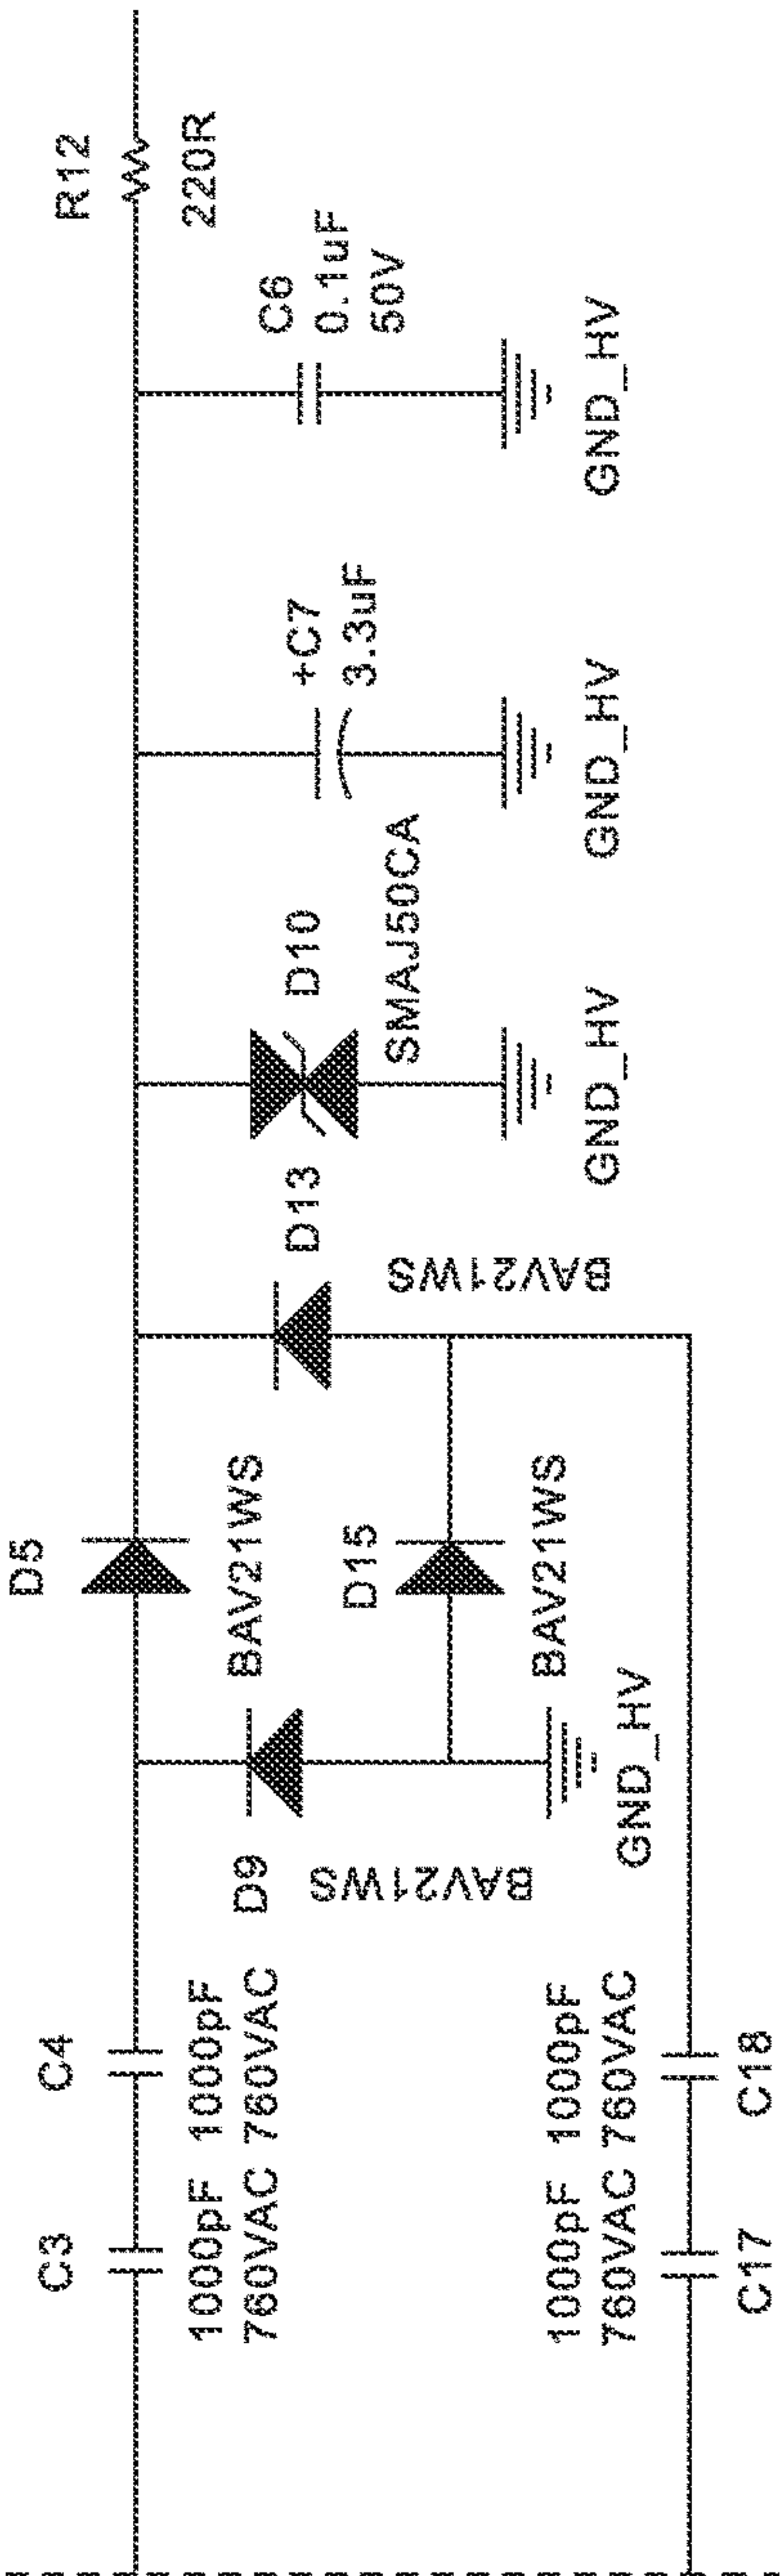 R12
220R
C6
0.1uF
50V
GND_HV
+C7
3.3uF
GND_HV
D10
SMAJ50CA
GND_HV
D13
BAV21WS
D5
BAV21WS
D15
BAV21WS
D9
BAV21WS
GND_HV
C4
1000pF
760VAC
C3
1000pF
760VAC
1000pF
760VAC
C18
1000pF
760VAC
C17